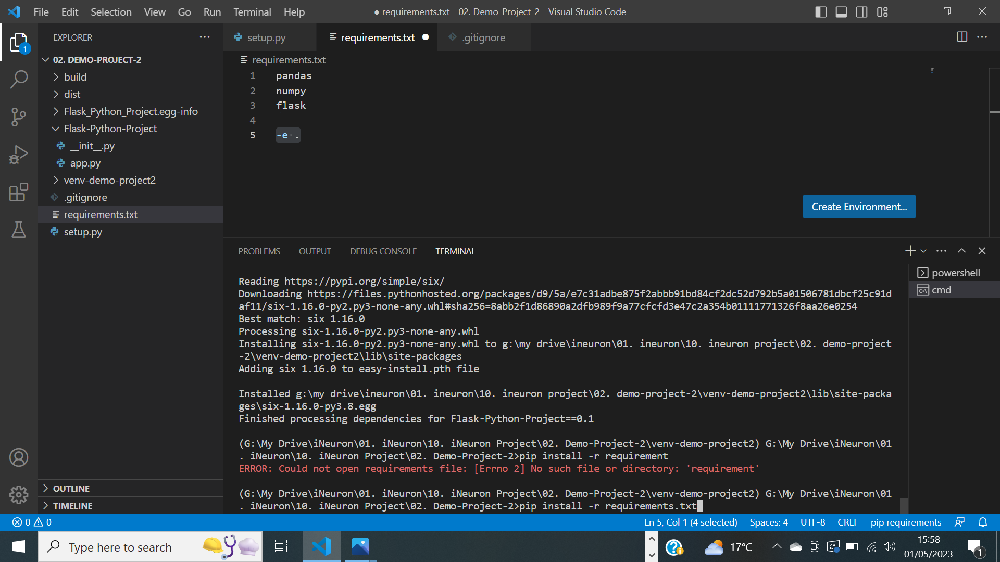 File Edit Selection View Go Run Terminal Help
● requirements.txt - 02. Demo-Project-2 - Visual Studio Code
EXPLORER
1
02. DEMO-PROJECT-2
build
dist
Flask_Python_Project.egg-info
Flask-Python-Project
__init__.py
app.py
venv-demo-project2
.gitignore
requirements.txt
setup.py
OUTLINE
TIMELINE
setup.py
requirements.txt
.gitignore
requirements.txt
1 pandas
2 numpy
3 flask
4
5 -e .
Create Environment...
PROBLEMS OUTPUT DEBUG CONSOLE TERMINAL
powershell
cmd
Reading https://pypi.org/simple/six/
Downloading https://files.pythonhosted.org/packages/d9/5a/e7c31adbe875f2abbb91bd84cf2dc52d792b5a01506781dbcf25c91d
af11/six-1.16.0-py2.py3-none-any.whl#sha256=8abb2f1d86890a2dfb989f9a77cfcfd3e47c2a354b01111771326f8aa26e0254
Best match: six 1.16.0
Processing six-1.16.0-py2.py3-none-any.whl
Installing six-1.16.0-py2.py3-none-any.whl to g:\my drive\ineuron\01. ineuron\10. ineuron project\02. demo-project
-2\venv-demo-project2\lib\site-packages
Adding six 1.16.0 to easy-install.pth file
Installed g:\my drive\ineuron\01. ineuron\10. ineuron project\02. demo-project-2\venv-demo-project2\lib\site-packa
ges\six-1.16.0-py3.8.egg
Finished processing dependencies for Flask-Python-Project==0.1
(G:\My Drive\iNeuron\01. iNeuron\10. iNeuron Project\02. Demo-Project-2\venv-demo-project2) G:\My Drive\iNeuron\01
. iNeuron\10. iNeuron Project\02. Demo-Project-2>pip install -r requirement
ERROR: Could not open requirements file: [Errno 2] No such file or directory: 'requirement'
(G:\My Drive\iNeuron\01. iNeuron\10. iNeuron Project\02. Demo-Project-2\venv-demo-project2) G:\My Drive\iNeuron\01
. iNeuron\10. iNeuron Project\02. Demo-Project-2>pip install -r requirements.txt
0 0
Ln 5, Col 1 (4 selected) Spaces: 4 UTF-8 CRLF pip requirements
Type here to search
17°C
15:58
01/05/2023
1